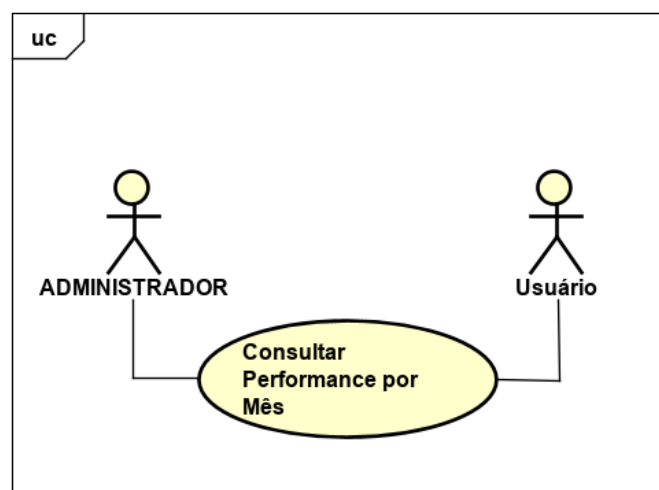 uc
ADMINISTRADOR
Usuário
Consultar
Performance por
Mês